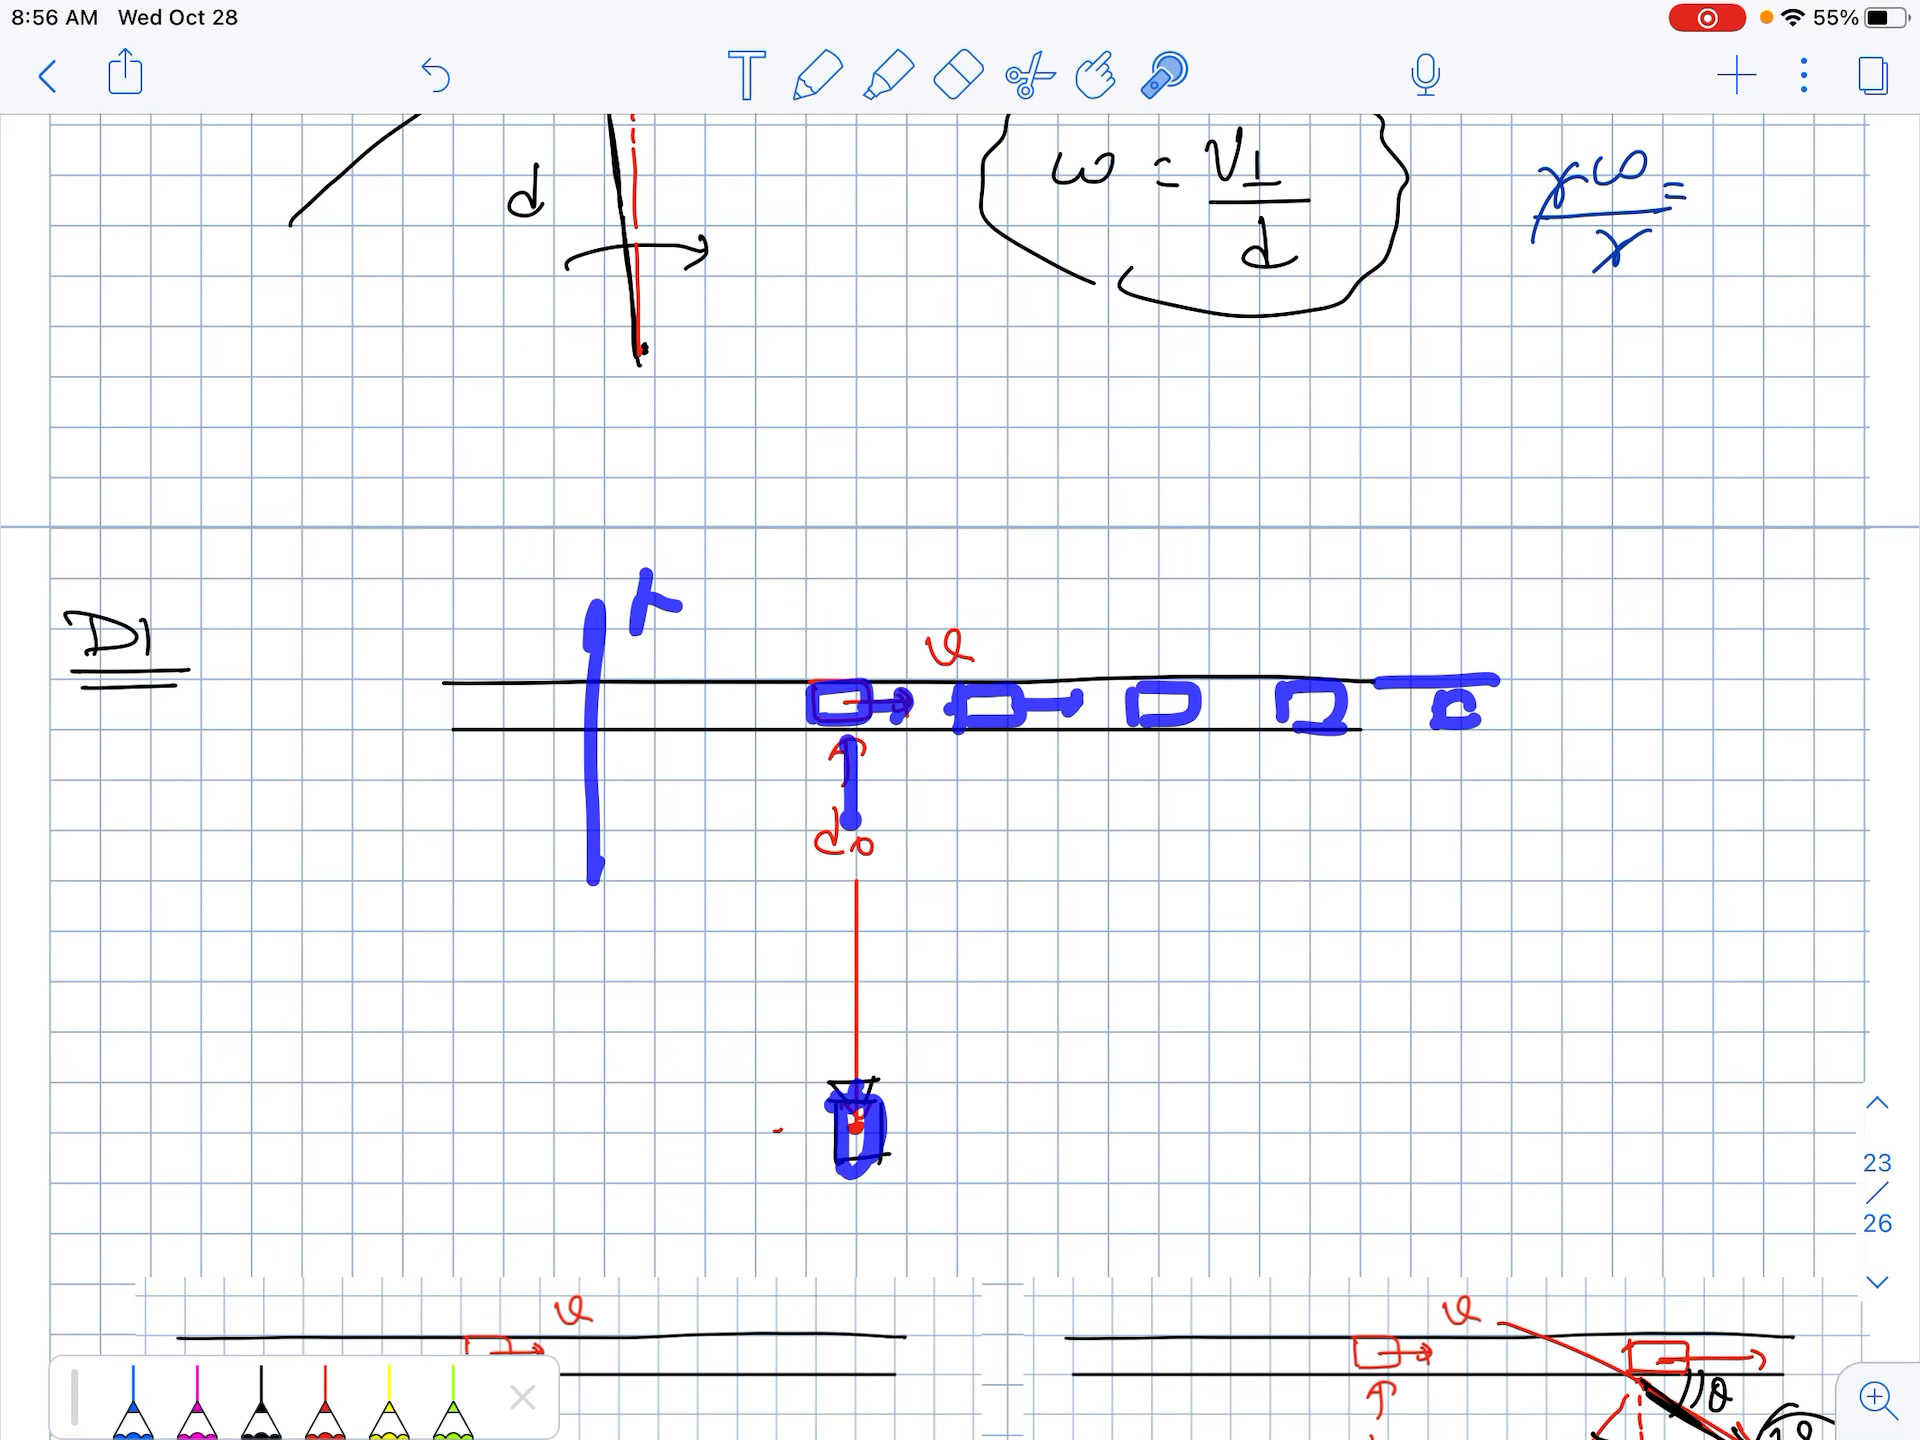 8:56 AM Wed Oct 28
55%
T
d
ω = V⊥/d
rω/r =
D1
v
d₀
23
/
26
v
v
θ